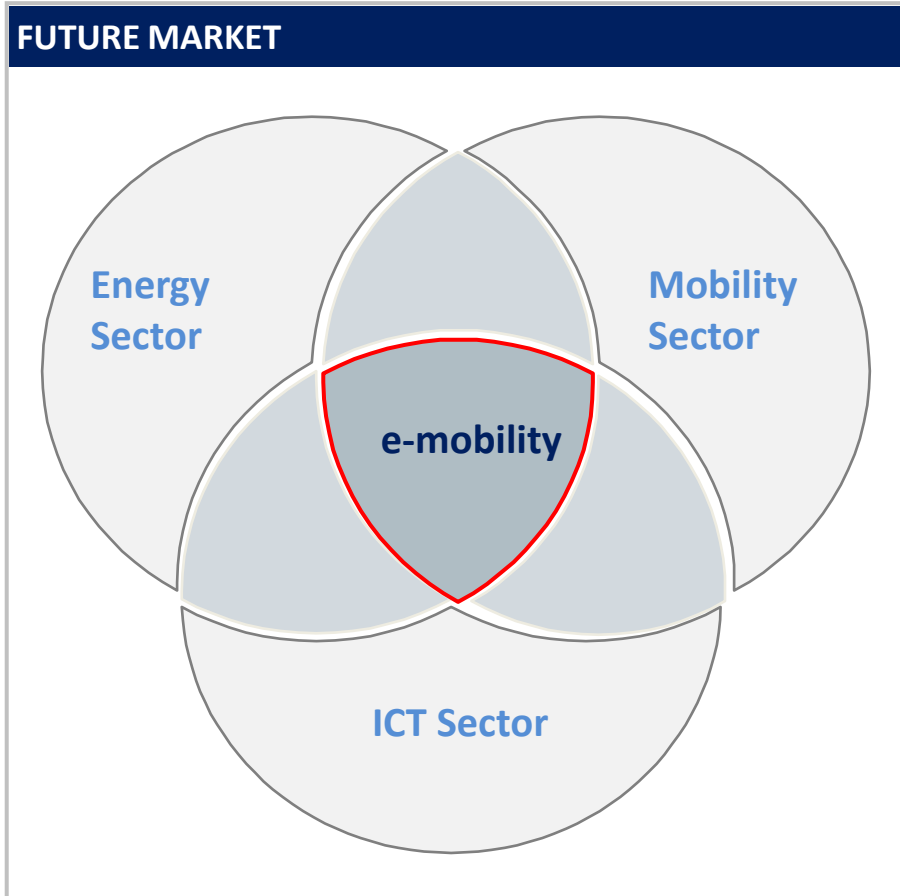 FUTURE MARKET
Energy
Sector
Mobility
Sector
e-mobility
ICT Sector